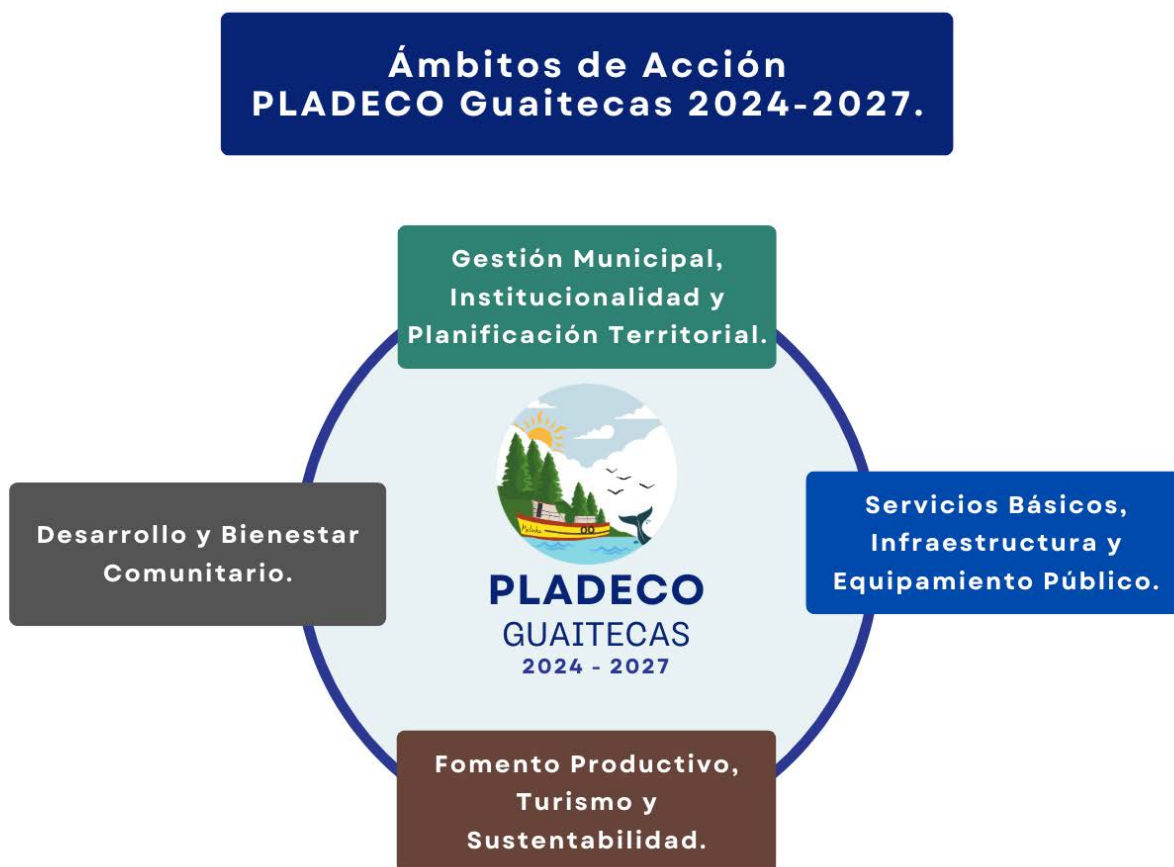 Ámbitos de Acción
PLADECO Guaitecas 2024-2027.
Gestión Municipal,
Institucionalidad y
Planificación Territorial.
Desarrollo y Bienestar
Comunitario.
Servicios Básicos,
Infraestructura y
Equipamiento Público.
Melinka
PLADECO
GUAITECAS
2024 - 2027
Fomento Productivo,
Turismo y
Sustentabilidad.